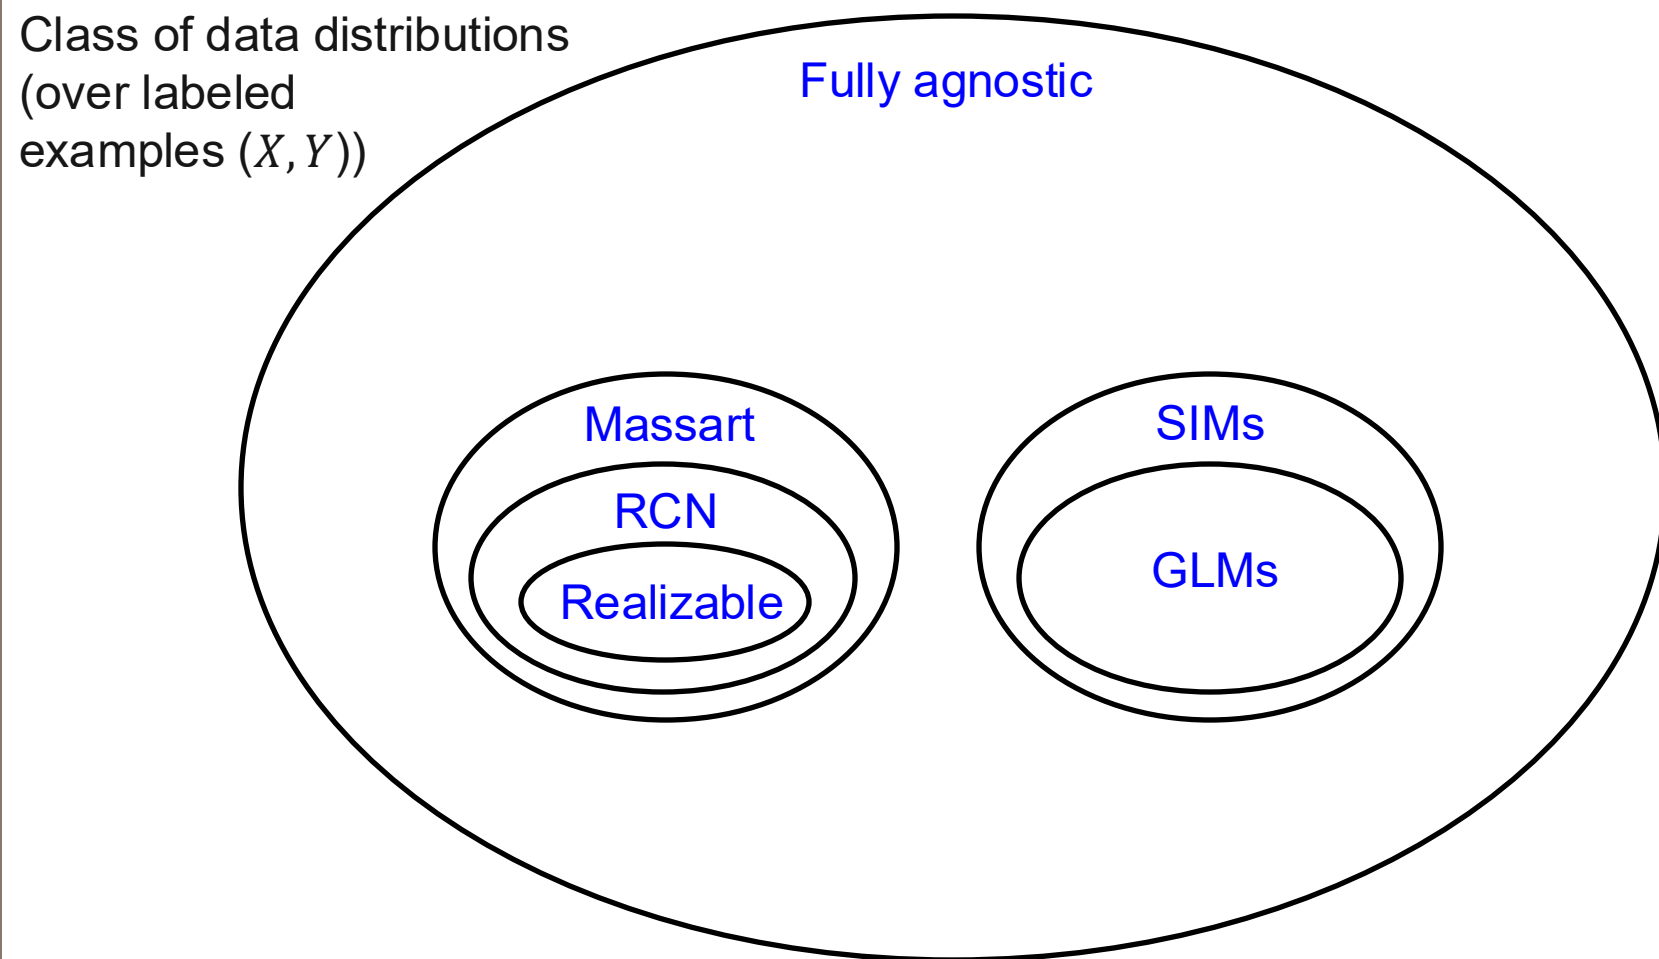 Class of data distributions
(over labeled
examples (X, Y))
Fully agnostic
Massart
RCN
Realizable
SIMs
GLMs